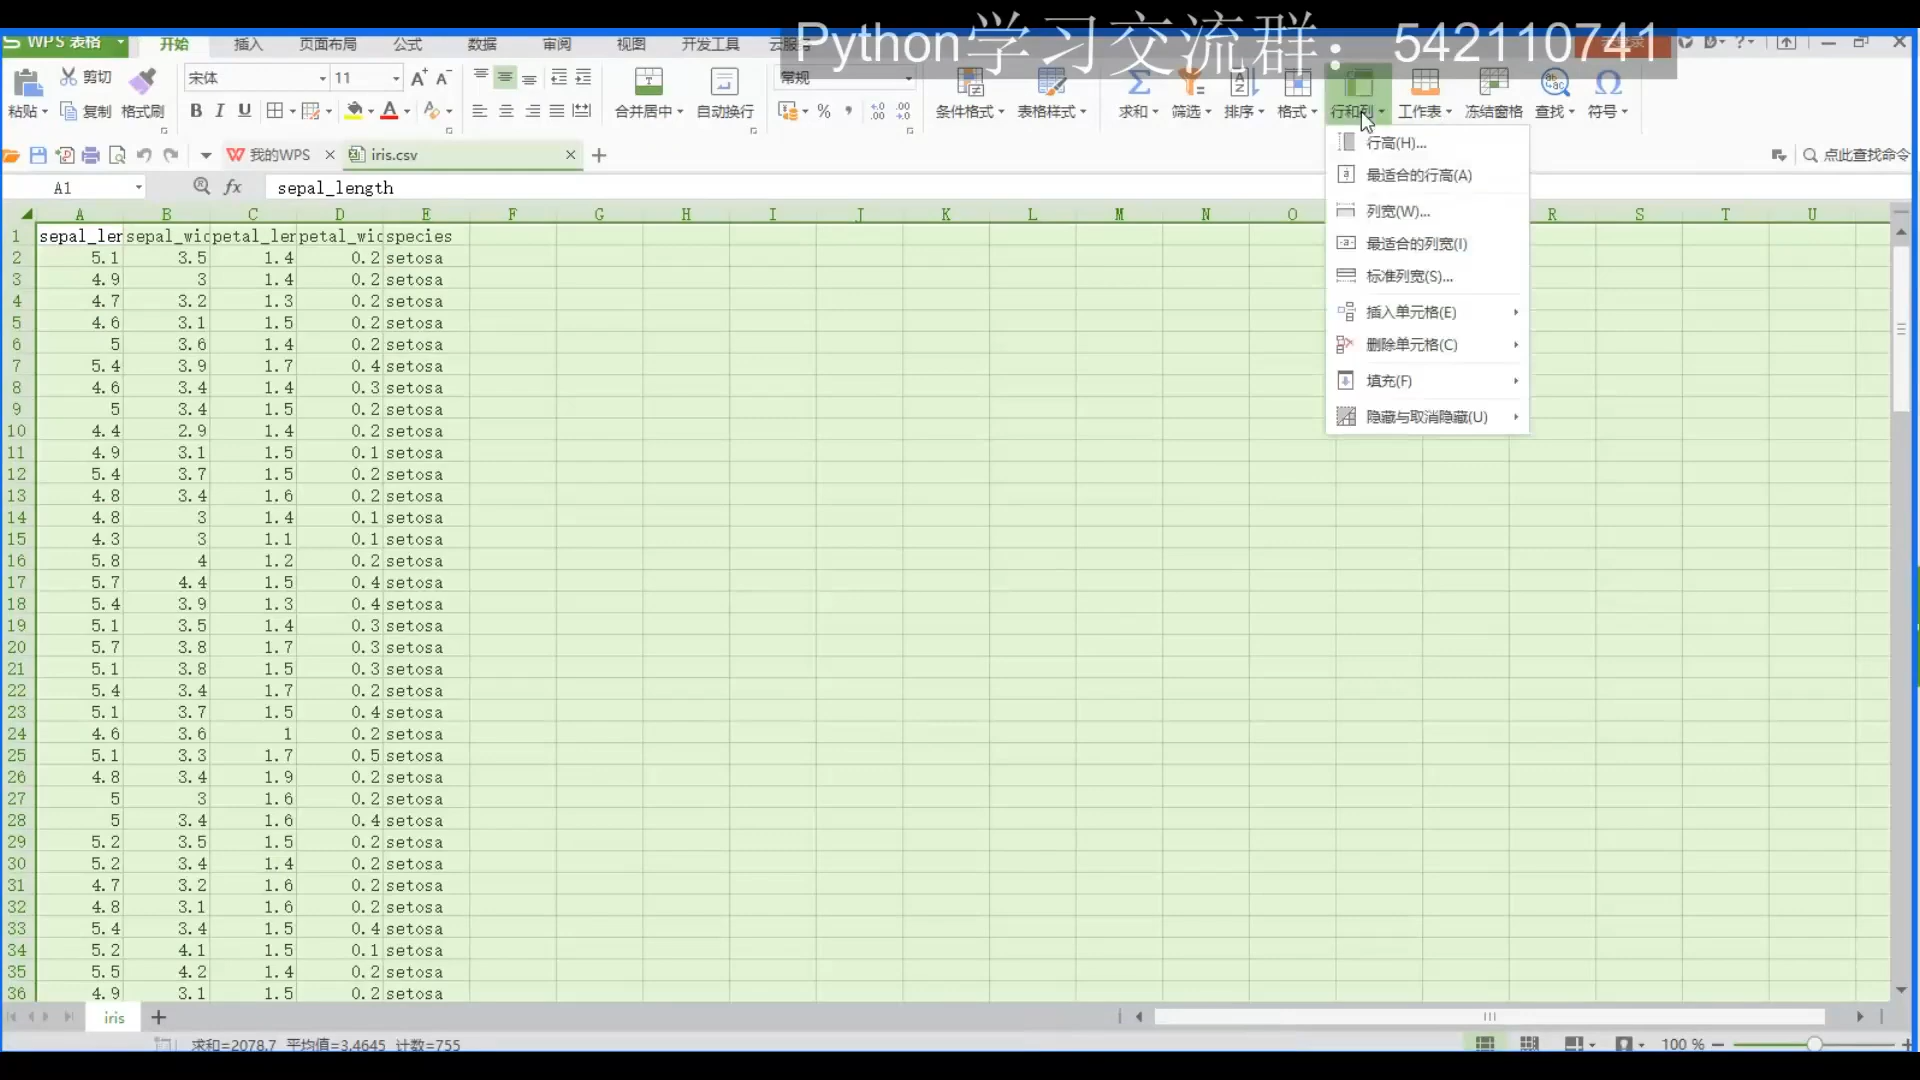 Python学习交流群：542110741
WPS 表格 开始 插入 页面布局 公式 数据 审阅 视图 开发工具 云服务
剪切 宋体 11 常规
粘贴 复制 格式刷 B I U 合并居中 自动换行 % 条件格式 表格样式 求和 筛选 排序 格式 行和列 工作表 冻结窗格 查找 符号
我的WPS iris.csv 点此查找命令
A1 fx sepal_length
行高(H)...
最适合的行高(A)
列宽(W)...
最适合的列宽(I)
标准列宽(S)...
插入单元格(E)
删除单元格(C)
填充(F)
隐藏与取消隐藏(U)
A B C D E F G H I J K L M N O R S T U
1 sepal_ler sepal_wic petal_ler petal_wic species
2 5.1 3.5 1.4 0.2 setosa
3 4.9 3 1.4 0.2 setosa
4 4.7 3.2 1.3 0.2 setosa
5 4.6 3.1 1.5 0.2 setosa
6 5 3.6 1.4 0.2 setosa
7 5.4 3.9 1.7 0.4 setosa
8 4.6 3.4 1.4 0.3 setosa
9 5 3.4 1.5 0.2 setosa
10 4.4 2.9 1.4 0.2 setosa
11 4.9 3.1 1.5 0.1 setosa
12 5.4 3.7 1.5 0.2 setosa
13 4.8 3.4 1.6 0.2 setosa
14 4.8 3 1.4 0.1 setosa
15 4.3 3 1.1 0.1 setosa
16 5.8 4 1.2 0.2 setosa
17 5.7 4.4 1.5 0.4 setosa
18 5.4 3.9 1.3 0.4 setosa
19 5.1 3.5 1.4 0.3 setosa
20 5.7 3.8 1.7 0.3 setosa
21 5.1 3.8 1.5 0.3 setosa
22 5.4 3.4 1.7 0.2 setosa
23 5.1 3.7 1.5 0.4 setosa
24 4.6 3.6 1 0.2 setosa
25 5.1 3.3 1.7 0.5 setosa
26 4.8 3.4 1.9 0.2 setosa
27 5 3 1.6 0.2 setosa
28 5 3.4 1.6 0.4 setosa
29 5.2 3.5 1.5 0.2 setosa
30 5.2 3.4 1.4 0.2 setosa
31 4.7 3.2 1.6 0.2 setosa
32 4.8 3.1 1.6 0.2 setosa
33 5.4 3.4 1.5 0.4 setosa
34 5.2 4.1 1.5 0.1 setosa
35 5.5 4.2 1.4 0.2 setosa
36 4.9 3.1 1.5 0.2 setosa
iris
求和=2078.7 平均值=3.4645 计数=755 100 %